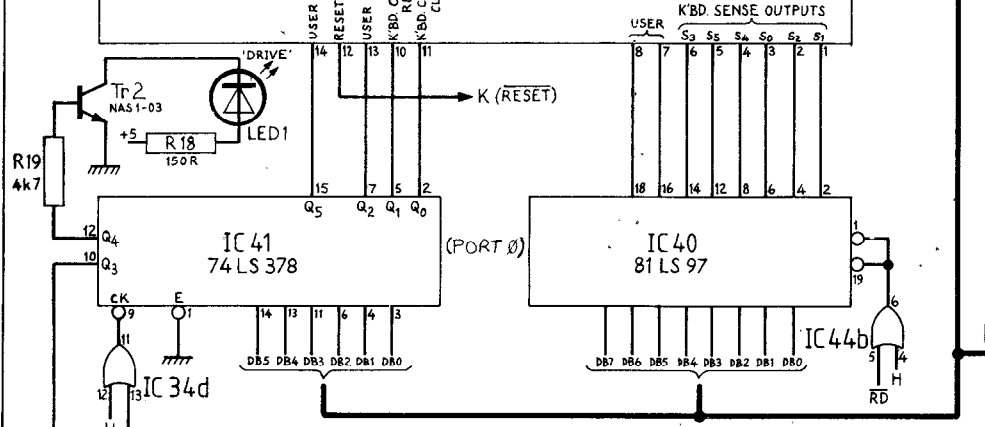 USER
RESET
USER
K'BD.
K'BD.
K'BD. SENSE OUTPUTS
USER
S3 S5 S4 S0 S2 S1
14 12 13 10 11
8 7 6 5 4 3 2 1
'DRIVE'
Tr2
NAS1-03
K (RESET)
LED1
+5
R18
150R
R19
4k7
15 7 5 2
18 16 14 12 8 6 4 2
Q5 Q2 Q1 Q0
12 Q4
10 Q3
IC 41
74 LS 378
(PORT Ø)
IC 40
81 LS 97
1
19
CK E
9 1
14 13 11 6 4 3
6
11
IC44b
DB5 DB4 DB3 DB2 DB1 DB0
DB7 DB6 DB5 DB4 DB3 DB2 DB1 DB0
5 4
H
RD
12 13
IC 34d